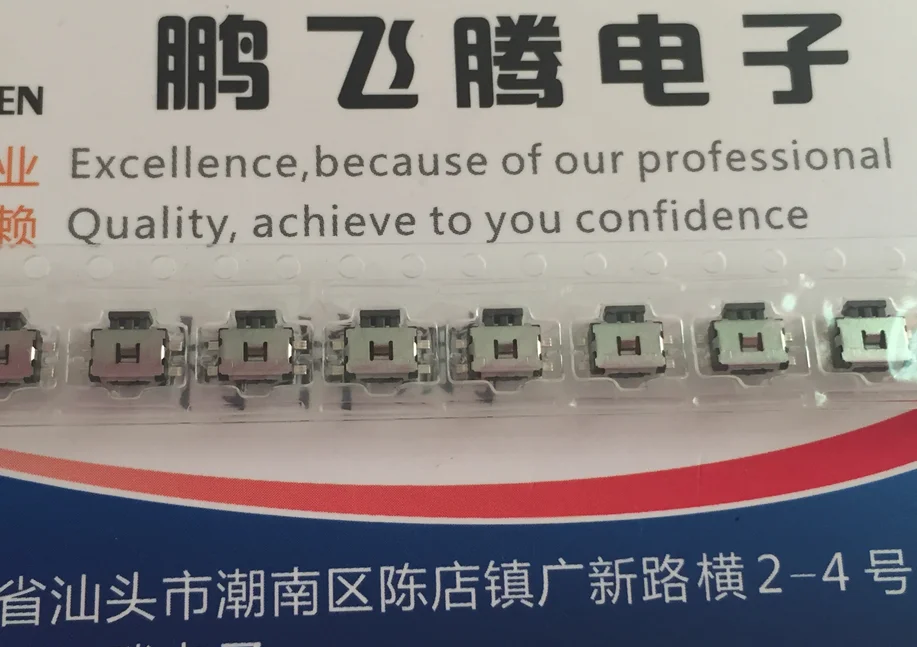 鹏飞腾电子
EN
业 Excellence,because of our professional
赖 Quality, achieve to you confidence
省汕头市潮南区陈店镇广新路横2-4号